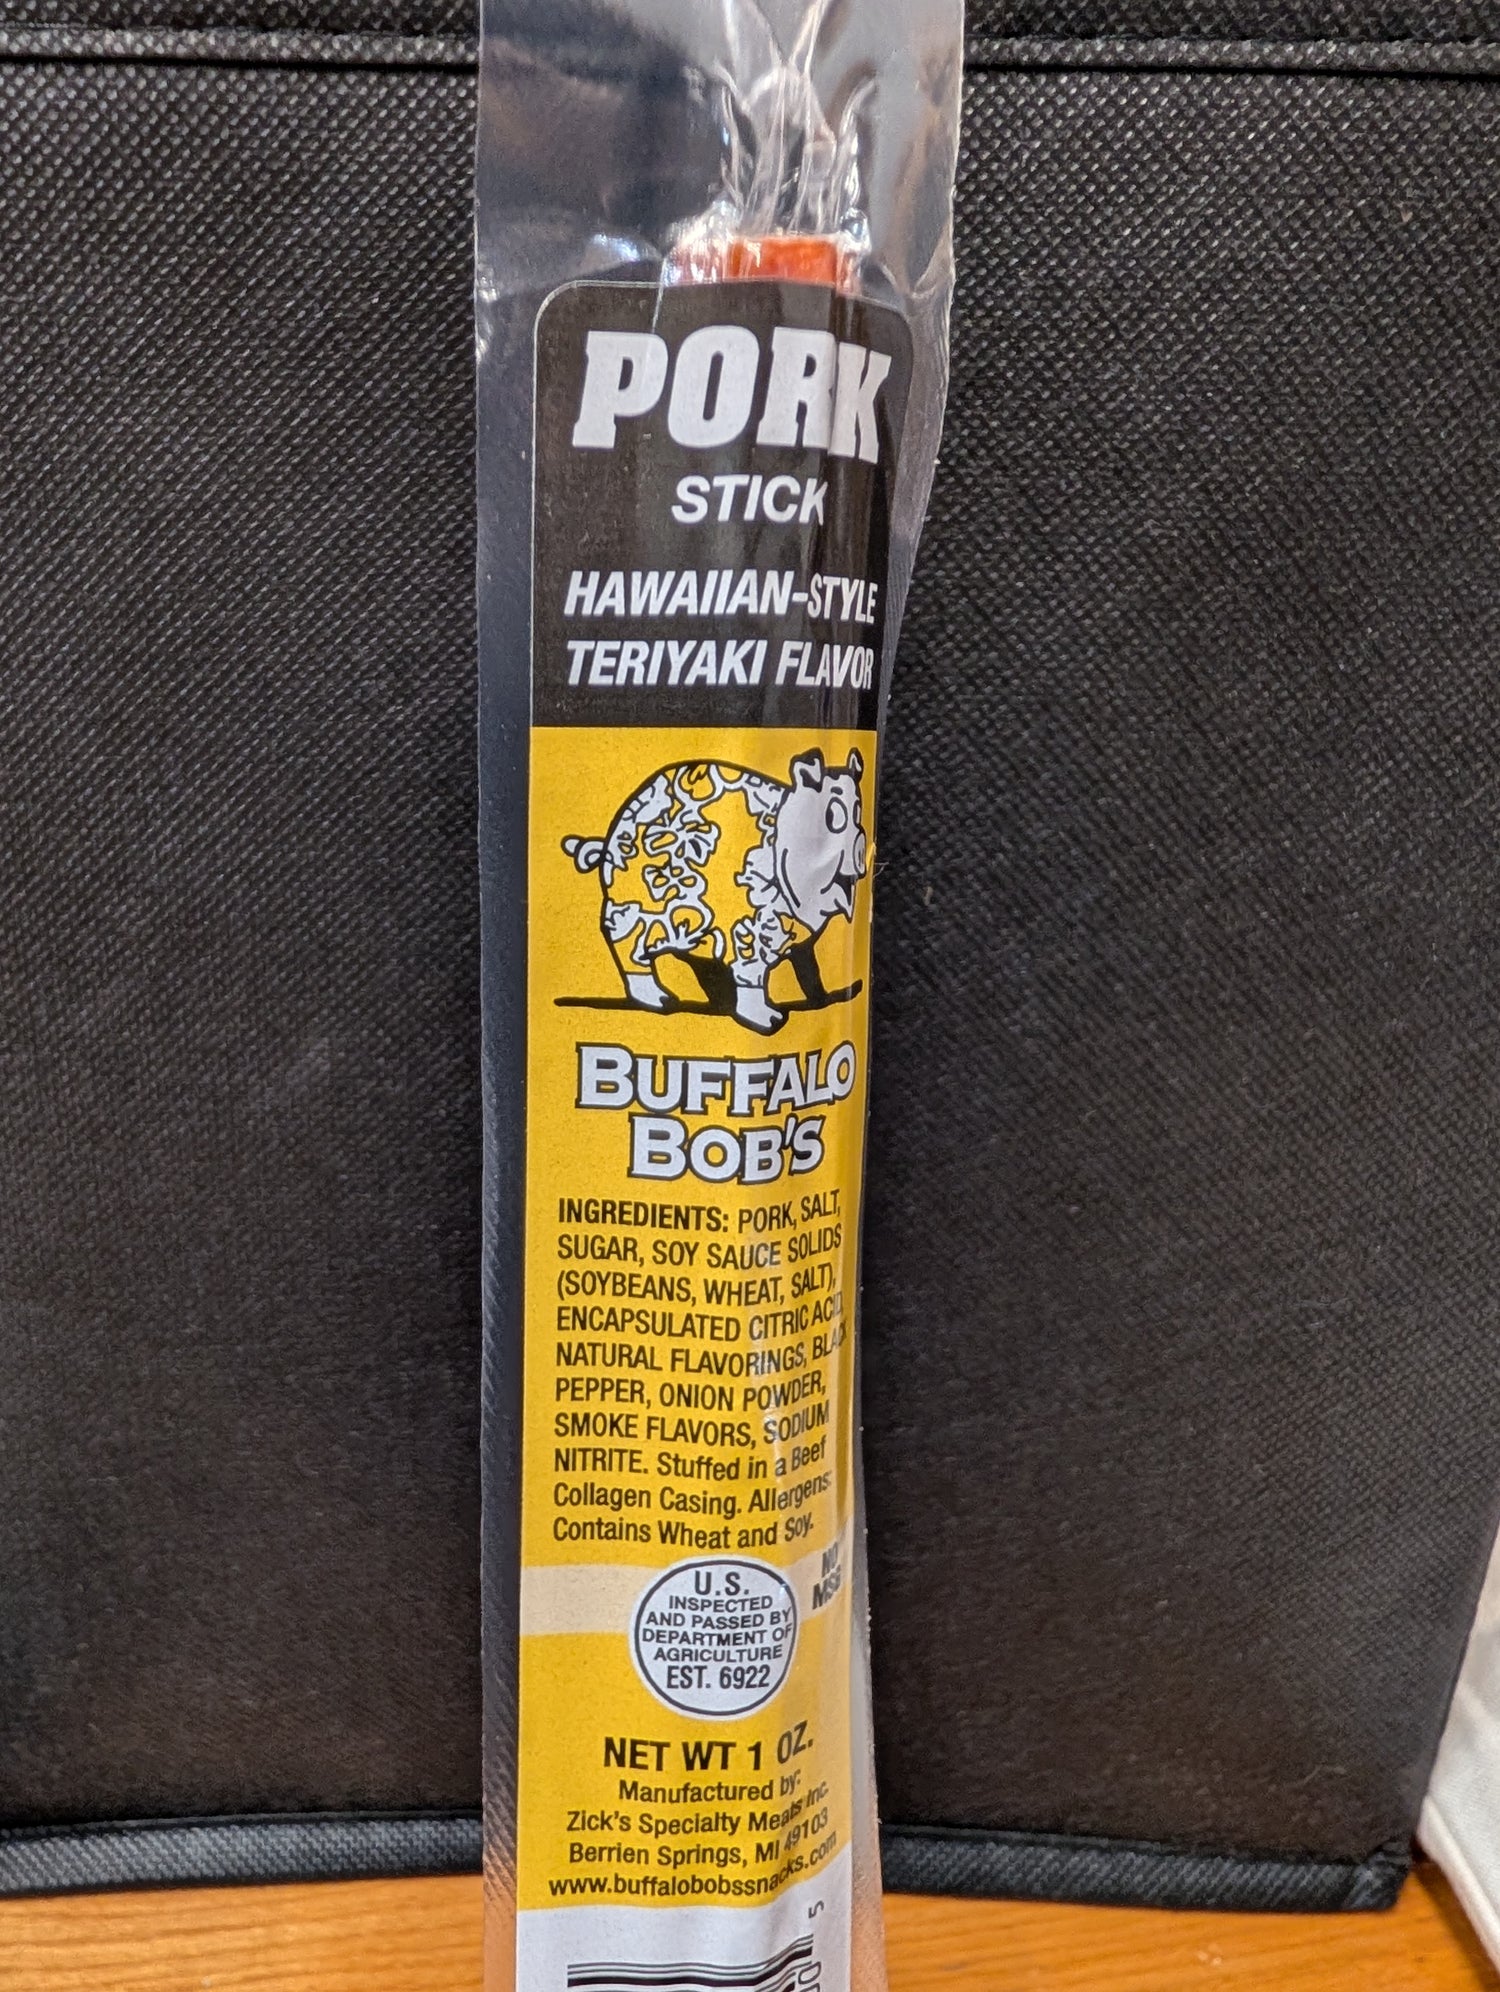 PORK
STICK
HAWAIIAN-STYLE
TERIYAKI FLAVOR
BUFFALO
BOB'S
INGREDIENTS: PORK, SALT,
SUGAR, SOY SAUCE SOLIDS
(SOYBEANS, WHEAT, SALT),
ENCAPSULATED CITRIC ACID,
NATURAL FLAVORINGS, BLACK
PEPPER, ONION POWDER,
SMOKE FLAVORS, SODIUM
NITRITE. Stuffed in a Beef
Collagen Casing. Allergens:
Contains Wheat and Soy.
NO
MSG
U.S.
INSPECTED
AND PASSED BY
DEPARTMENT OF
AGRICULTURE
EST. 6922
NET WT 1 OZ.
Manufactured by:
Zick's Specialty Meats Inc.
Berrien Springs, MI 49103
www.buffalobobssnacks.com
5